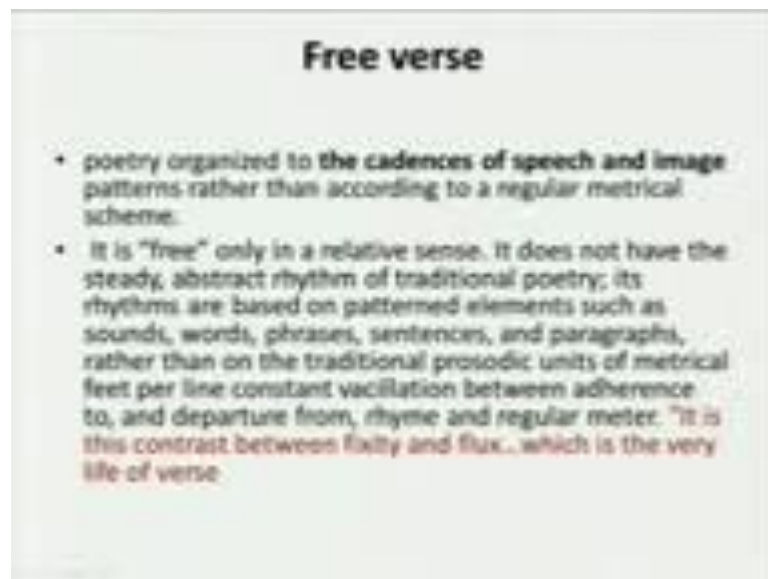 Free verse
• poetry organized to the cadences of speech and image
patterns rather than according to a regular metrical
scheme.
• It is "free" only in a relative sense. It does not have the
steady, abstract rhythm of traditional poetry; its
rhythms are based on patterned elements such as
sounds, words, phrases, sentences, and paragraphs,
rather than on the traditional prosodic units of metrical
feet per line constant vacillation between adherence
to, and departure from, rhyme and regular meter. "It is
this contrast between fixity and flux...which is the very
life of verse